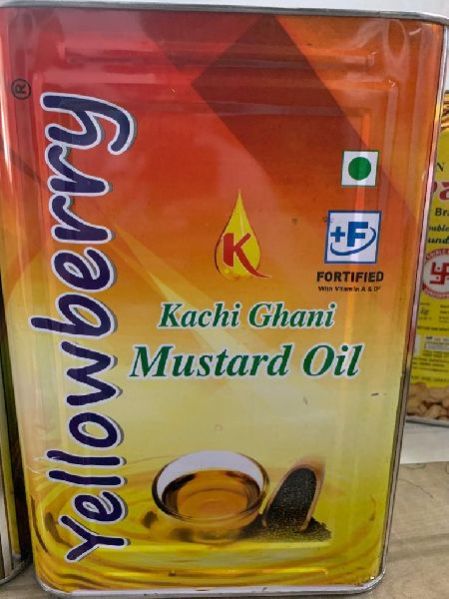 Yellowberry®
K
+F
FORTIFIED
With Vitamin A & D
Kachi Ghani
Mustard Oil